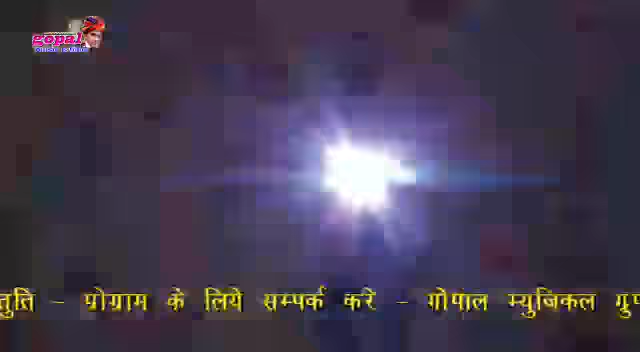 gopal
तुति - प्रोग्राम के लिये सम्पर्क करें - गोपाल म्युजिकल गुप